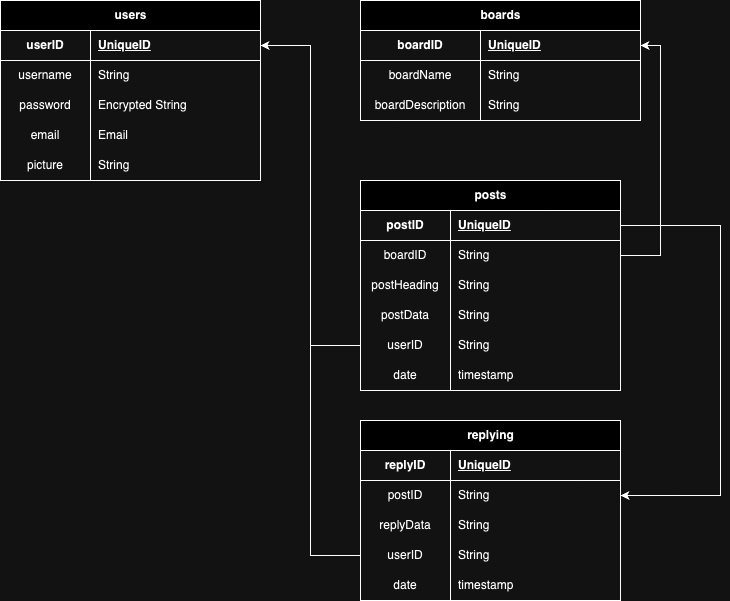 users
userID UniqueID
username String
password Encrypted String
email Email
picture String
boards
boardID UniqueID
boardName String
boardDescription String
posts
postID UniqueID
boardID String
postHeading String
postData String
userID String
date timestamp
replying
replyID UniqueID
postID String
replyData String
userID String
date timestamp